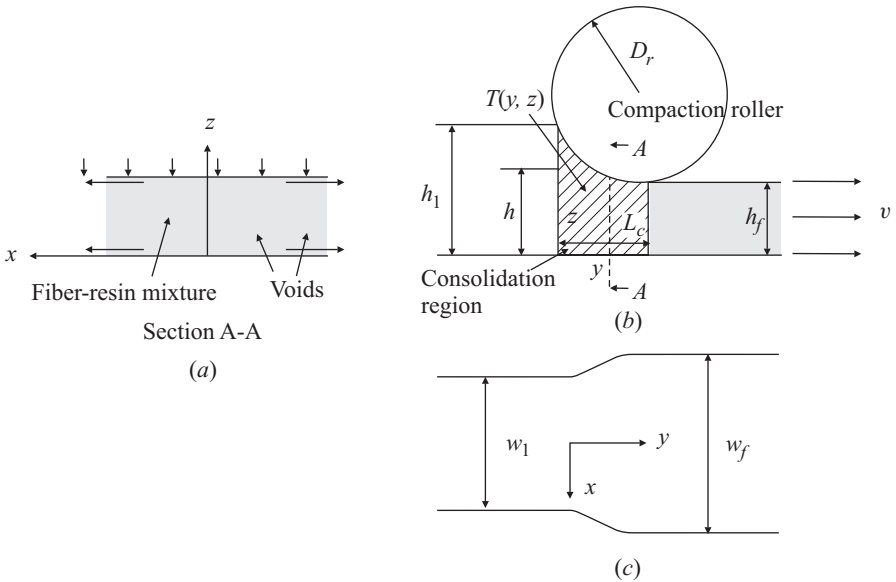 z
x
Fiber-resin mixture
Voids
Section A-A
(a)
D_r
T(y, z)
Compaction roller
A
h_1
h
z
L_c
h_f
v
Consolidation
region
y
A
(b)
w_1
y
w_f
x
(c)